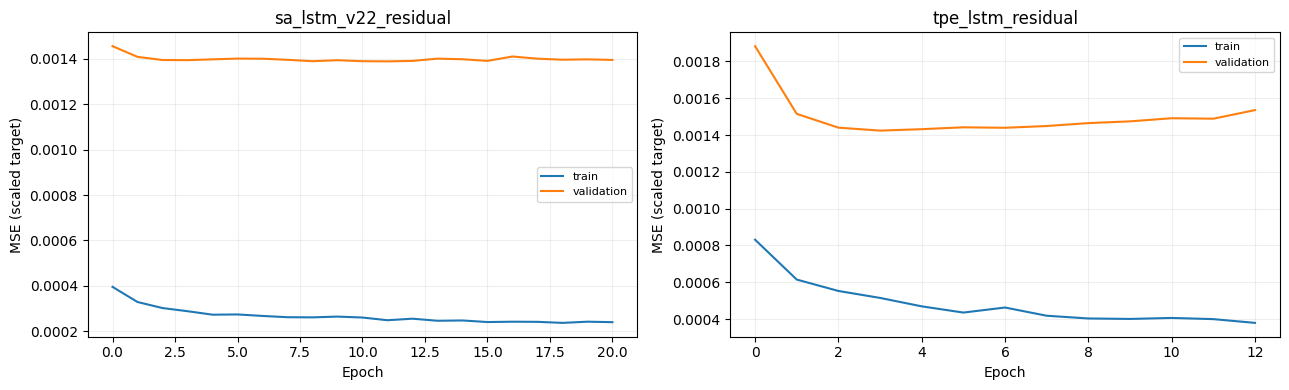 sa_lstm_v22_residual
MSE (scaled target)
0.0014
0.0012
0.0010
0.0008
0.0006
0.0004
0.0002
train
validation
0.0 2.5 5.0 7.5 10.0 12.5 15.0 17.5 20.0
Epoch
tpe_lstm_residual
MSE (scaled target)
0.0018
0.0016
0.0014
0.0012
0.0010
0.0008
0.0006
0.0004
train
validation
0 2 4 6 8 10 12
Epoch